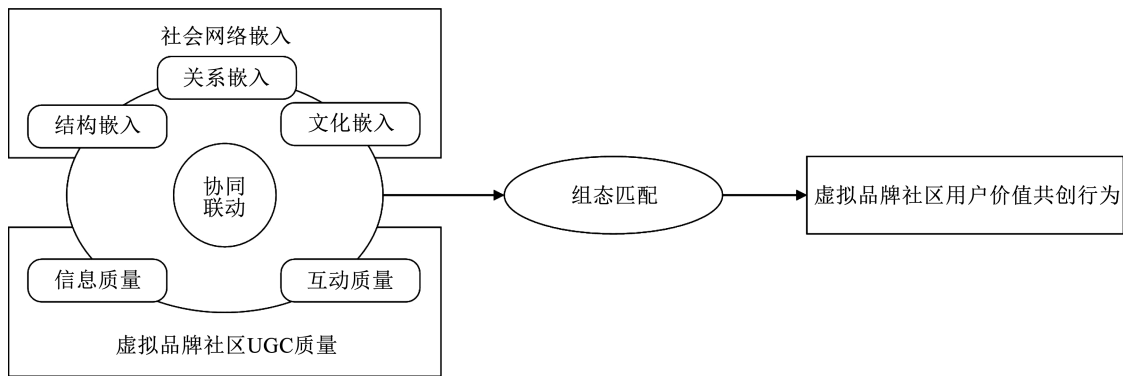 社会网络嵌入
关系嵌入
结构嵌入
文化嵌入
协同
联动
组态匹配
虚拟品牌社区用户价值共创行为
信息质量
互动质量
虚拟品牌社区UGC质量